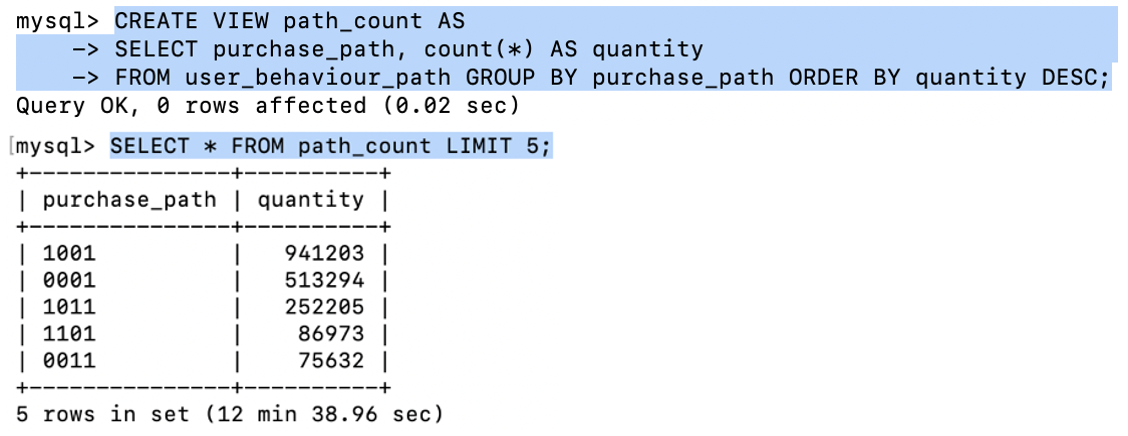 mysql> CREATE VIEW path_count AS
    -> SELECT purchase_path, count(*) AS quantity
    -> FROM user_behaviour_path GROUP BY purchase_path ORDER BY quantity DESC;
Query OK, 0 rows affected (0.02 sec)
[mysql> SELECT * FROM path_count LIMIT 5;
+---------------+----------+
| purchase_path | quantity |
+---------------+----------+
| 1001          |   941203 |
| 0001          |   513294 |
| 1011          |   252205 |
| 1101          |    86973 |
| 0011          |    75632 |
+---------------+----------+
5 rows in set (12 min 38.96 sec)